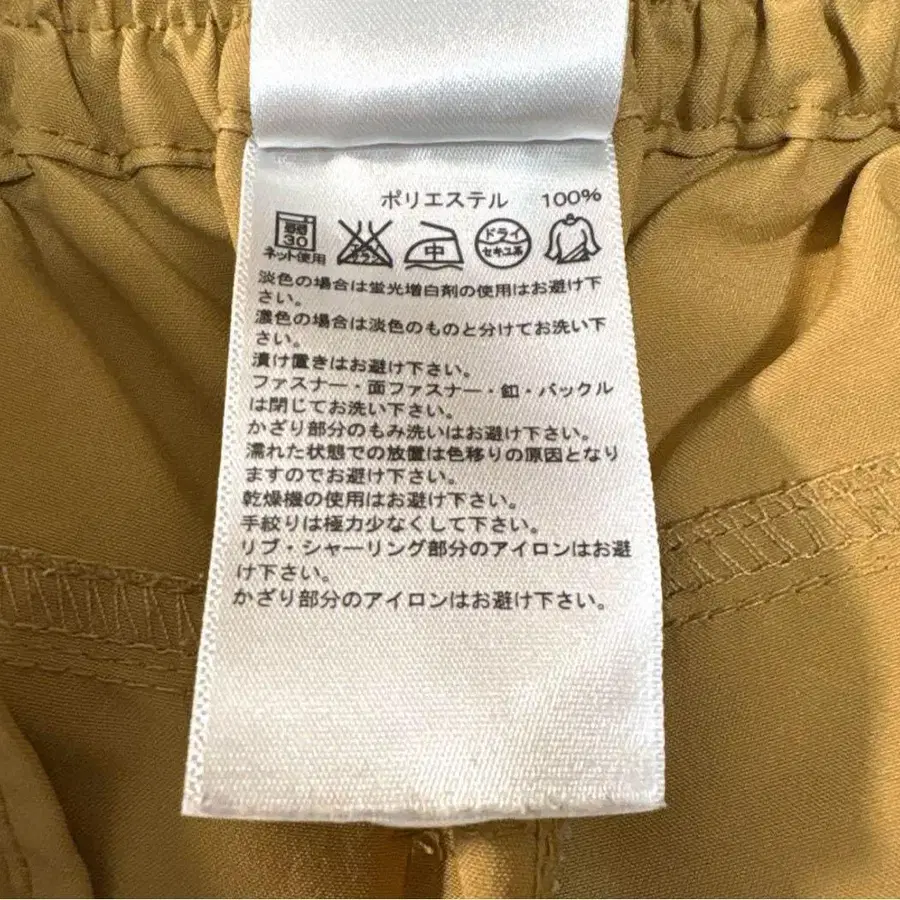 ポリエステル 100%
30 エンソ サラシ 中 ドライ セキユ系
ネット使用
淡色の場合は蛍光増白剤の使用はお避け下
さい。
濃色の場合は淡色のものと分けてお洗い下
さい。
漬け置きはお避け下さい。
ファスナー・面ファスナー・釦・バックル
は閉じてお洗い下さい。
かざり部分のもみ洗いはお避け下さい。
濡れた状態での放置は色移りの原因となり
ますのでお避け下さい。
乾燥機の使用はお避け下さい。
手絞りは極力少なくして下さい。
リブ・シャーリング部分のアイロンはお避
け下さい。
かざり部分のアイロンはお避け下さい。